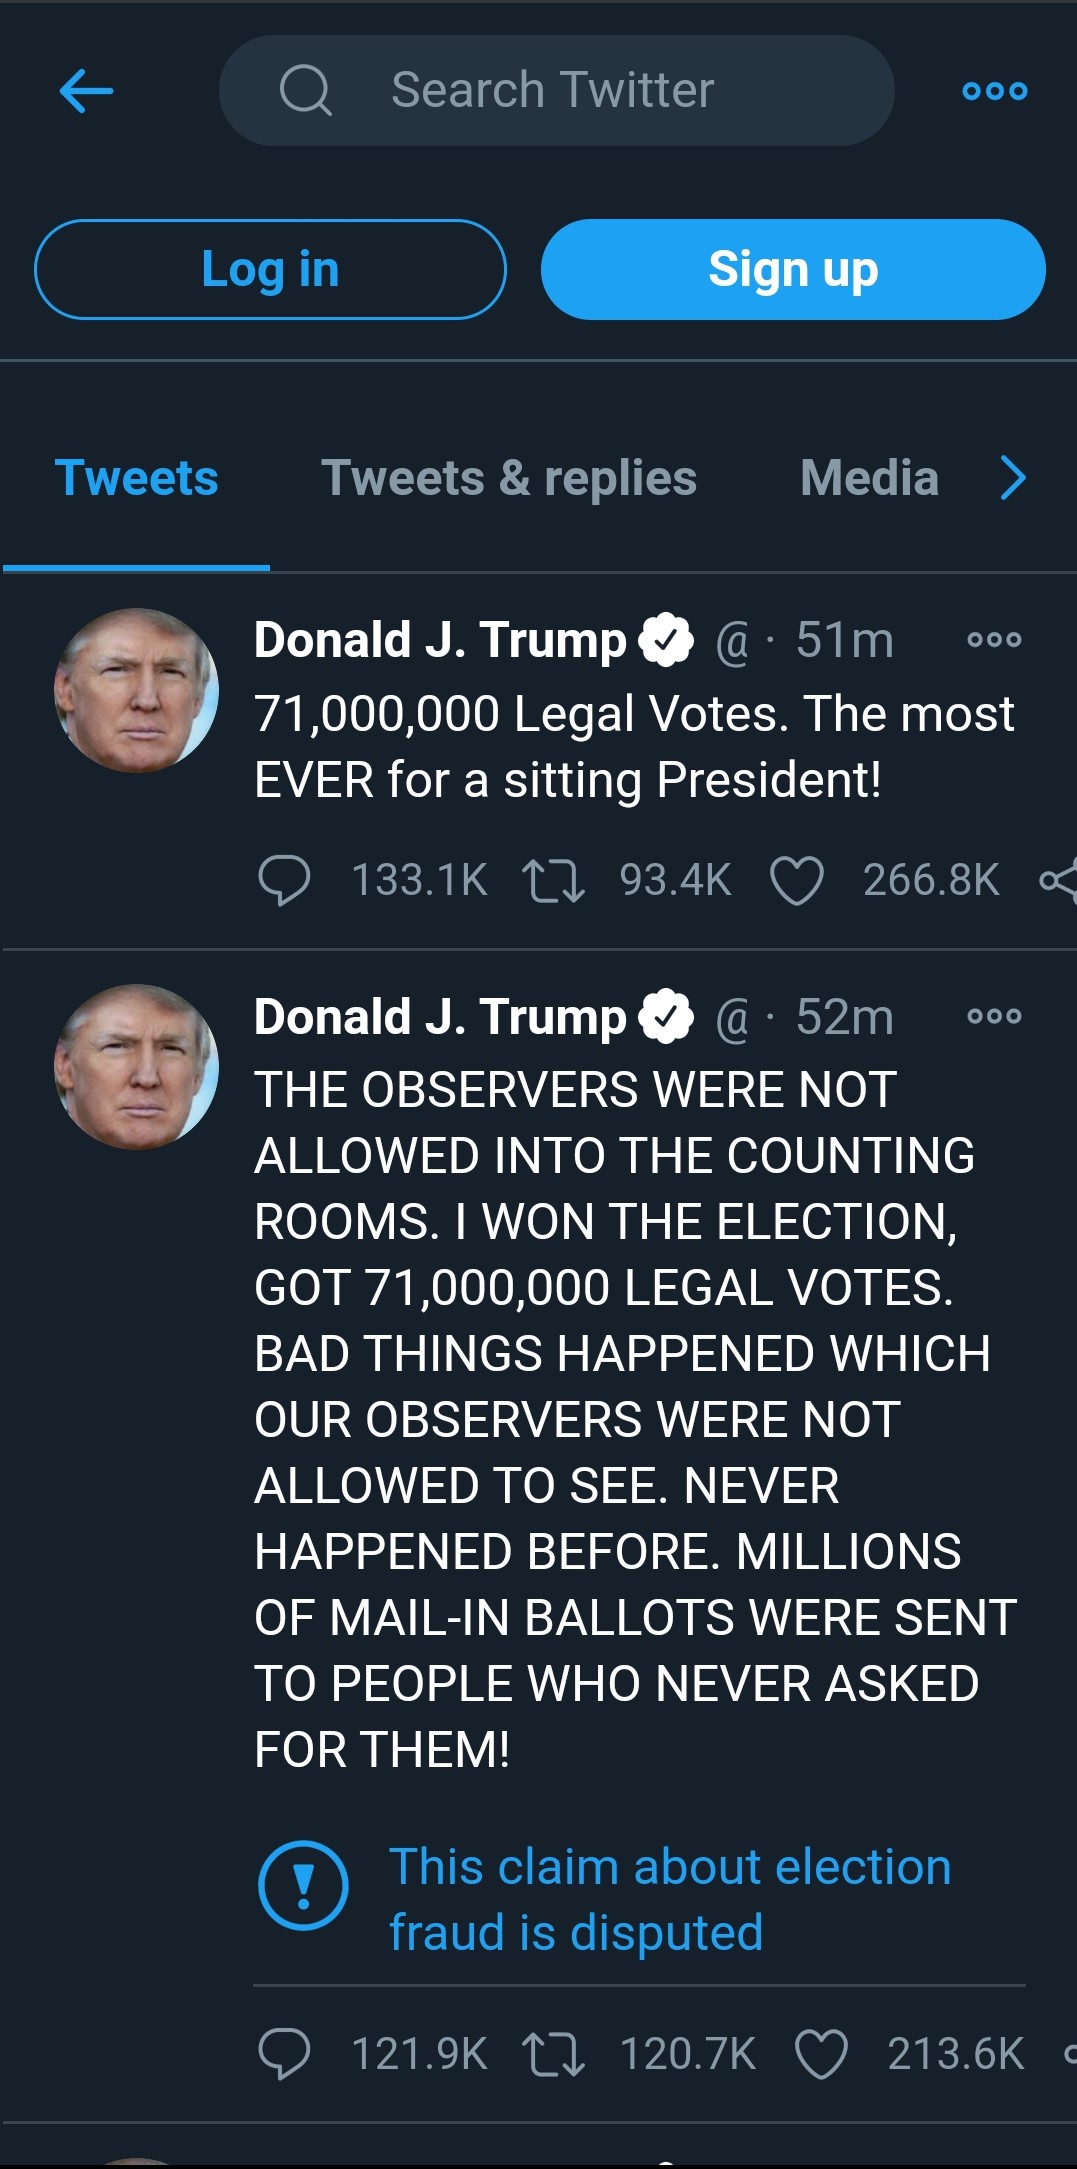 Search Twitter
Log in
Sign up
Tweets
Tweets & replies
Media
Donald J. Trump @ · 51m
71,000,000 Legal Votes. The most
EVER for a sitting President!
133.1K 93.4K 266.8K
Donald J. Trump @ · 52m
THE OBSERVERS WERE NOT
ALLOWED INTO THE COUNTING
ROOMS. I WON THE ELECTION,
GOT 71,000,000 LEGAL VOTES.
BAD THINGS HAPPENED WHICH
OUR OBSERVERS WERE NOT
ALLOWED TO SEE. NEVER
HAPPENED BEFORE. MILLIONS
OF MAIL-IN BALLOTS WERE SENT
TO PEOPLE WHO NEVER ASKED
FOR THEM!
This claim about election
fraud is disputed
121.9K 120.7K 213.6K